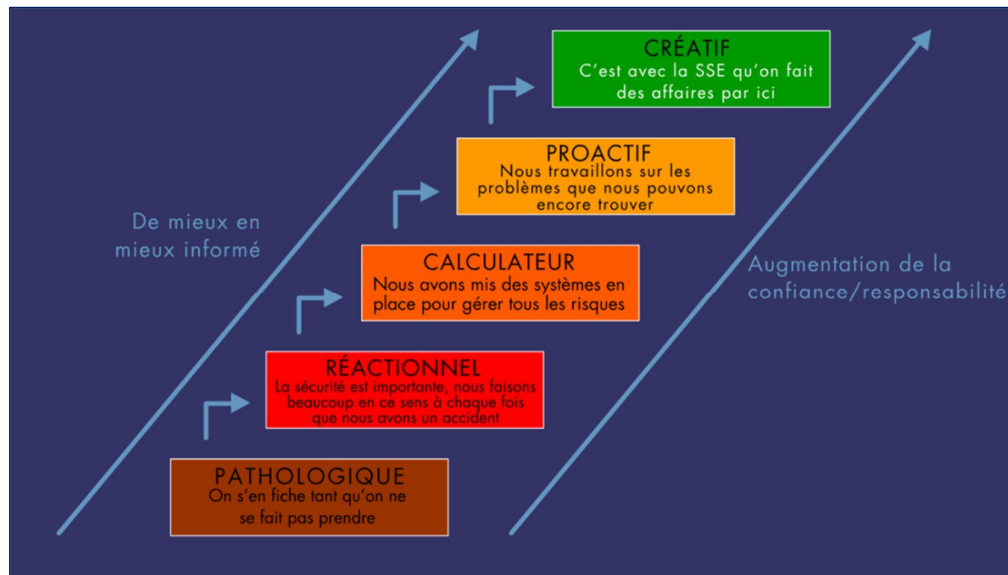 CRÉATIF
C'est avec la SSE qu'on fait
des affaires par ici
PROACTIF
Nous travaillons sur les
problèmes que nous pouvons
encore trouver
De mieux en
mieux informé
CALCULATEUR
Nous avons mis des systèmes en
place pour gérer tous les risques
Augmentation de la
confiance/responsabilité
RÉACTIONNEL
La sécurité est importante, nous faisons
beaucoup en ce sens à chaque fois
que nous avons un accident
PATHOLOGIQUE
On s'en fiche tant qu'on ne
se fait pas prendre